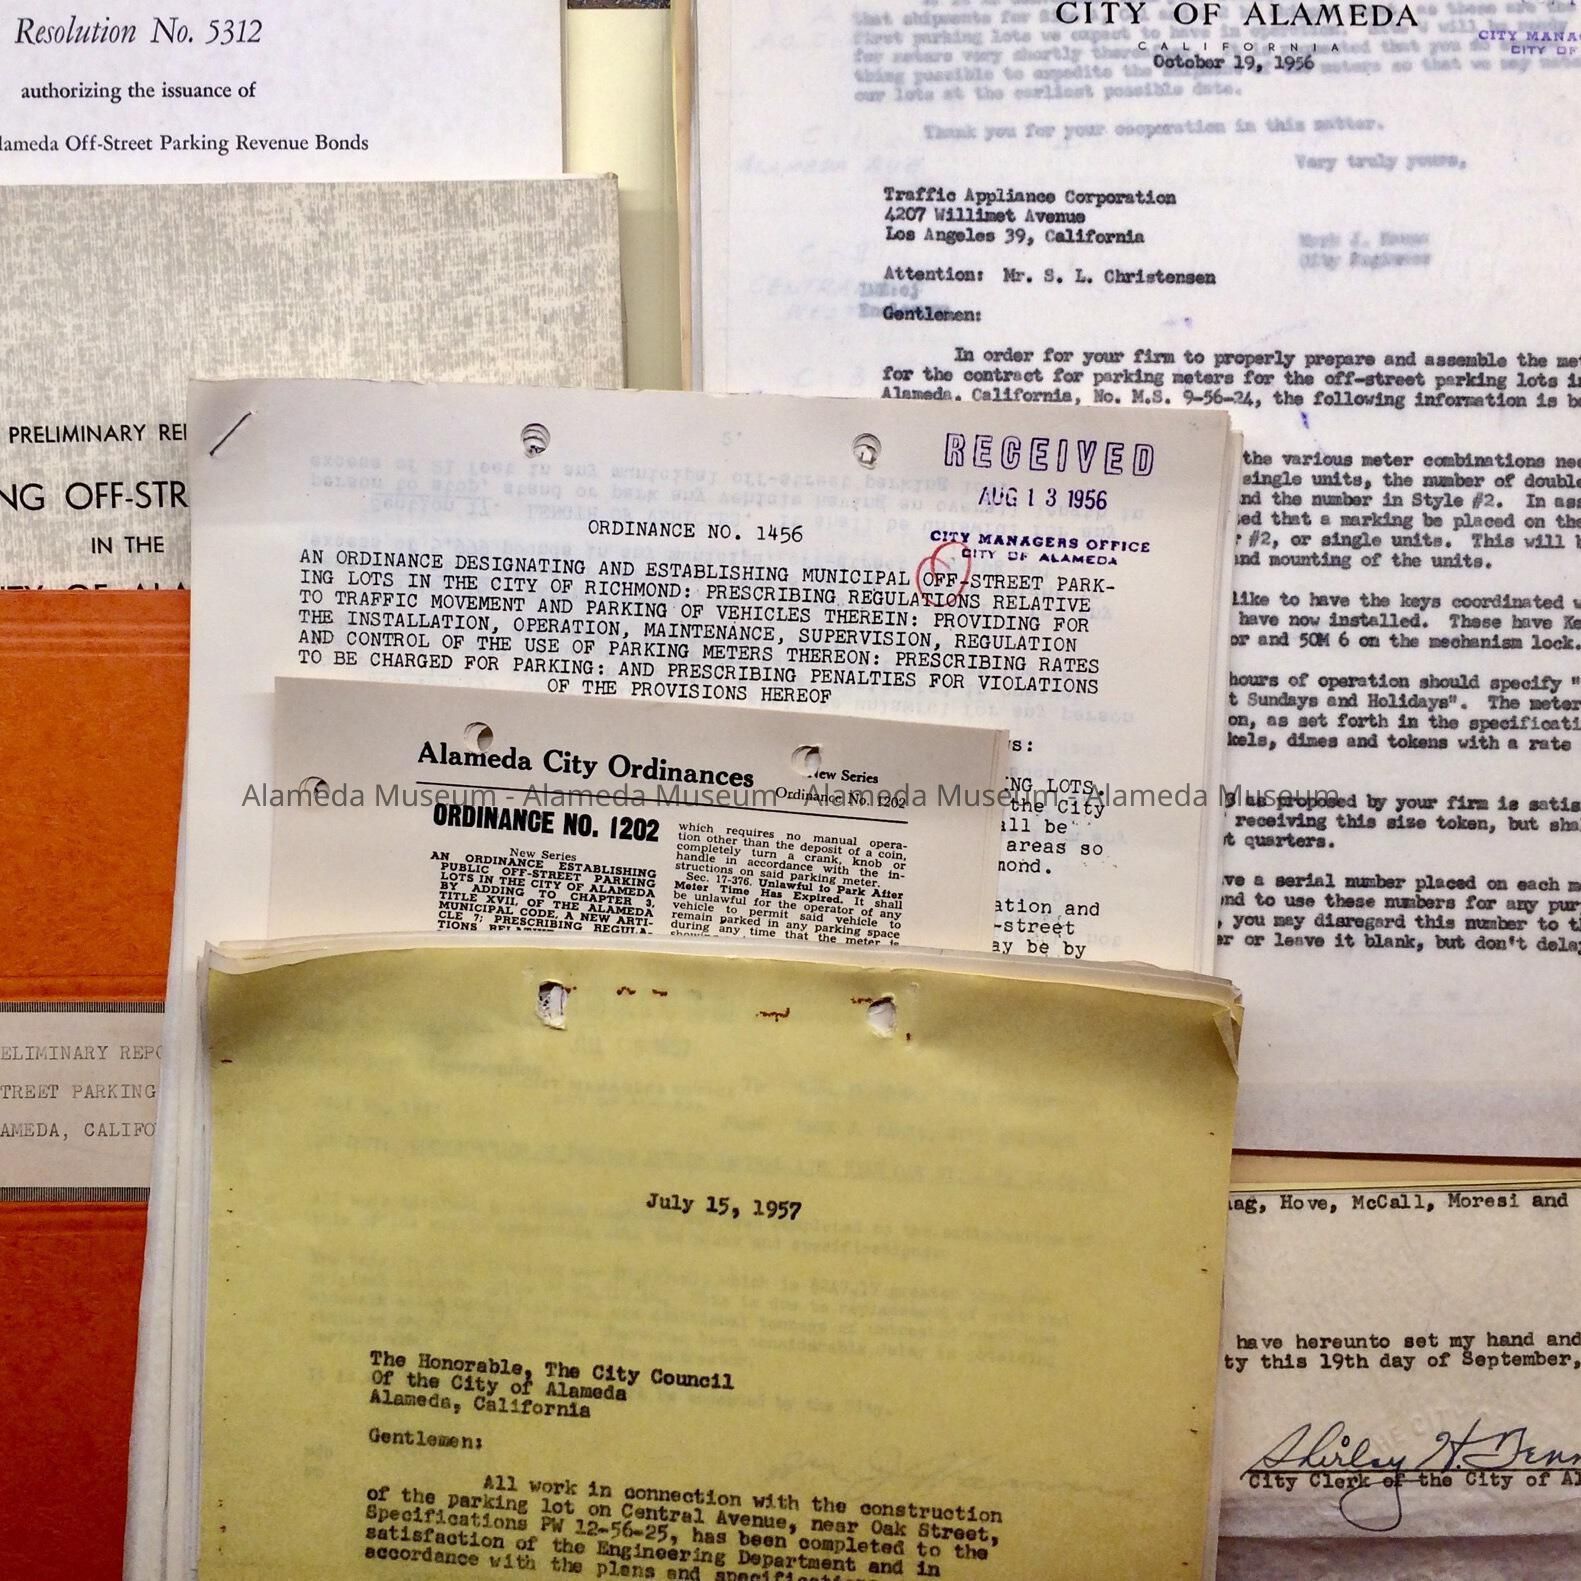 Resolution No. 5312
authorizing the issuance of
lameda Off-Street Parking Revenue Bonds
PRELIMINARY
NG OFF-STR
IN THE
CITY OF ALAMEDA
CALIFORNIA
October 19, 1956
CITY
our lots at the earliest possible date.
Thank you for your cooperation in this matter.
Very truly yours,
Traffic Appliance Corporation
4207 Willimet Avenue
Los Angeles 39, California
City Engineer
Attention: Mr. S. L. Christensen
Gentlemen:
In order for your firm to properly prepare and assemble the
for the contract for parking meters for the off-street parking lots in
Alameda, California, No. M.S. 9-56-24, the following information is
the various meter combinations
single units, the number of double
and the number in Style #2. In
that a marking be placed on the
#2, or single units. This will
and mounting of the units.
like to have the keys coordinated
have now installed. These have
or and 50M 6 on the mechanism lock.
hours of operation should specify "
t Sundays and Holidays". The meter
on, as set forth in the
kels, dimes and tokens with a rate
as proposed by your firm is
receiving this size token, but
quarters.
ve a serial number placed on each
to use these numbers for any
, you may disregard this number to
er or leave it blank, but don't
RECEIVED
AUG 13 1956
CITY MANAGERS OFFICE
CITY OF ALAMEDA
ORDINANCE NO. 1456
AN ORDINANCE DESIGNATING AND ESTABLISHING MUNICIPAL OFF-STREET PARK-
ING LOTS IN THE CITY OF RICHMOND: PRESCRIBING REGULATIONS RELATIVE
TO TRAFFIC MOVEMENT AND PARKING OF VEHICLES THEREIN: PROVIDING FOR
THE INSTALLATION, OPERATION, MAINTENANCE, SUPERVISION, REGULATION
AND CONTROL OF THE USE OF PARKING METERS THEREON: PRESCRIBING RATES
TO BE CHARGED FOR PARKING: AND PRESCRIBING PENALTIES FOR VIOLATIONS
OF THE PROVISIONS HEREOF
s:
NG LOTS.
the City
all be
areas so
mond.
ation and
-street
ay be by
Alameda City Ordinances
New Series
Ordinance No. 1202
Alameda Museum - Alameda Museum - Alameda Museum - Alameda Museum
ORDINANCE NO. 1202
New Series
AN ORDINANCE ESTABLISHING
PUBLIC OFF-STREET PARKING
LOTS IN THE CITY OF ALAMEDA
BY ADDING TO CHAPTER 3,
TITLE XVII, OF THE ALAMEDA
MUNICIPAL CODE, A NEW ARTI-
CLE 7; PRESCRIBING REGULA-
TIONS RELATIVE
which requires no manual opera-
tion other than the deposit of a coin,
completely turn a crank, knob or
handle in accordance with the in-
structions on said parking meter.
Sec. 17-376. Unlawful to Park After
Meter Time Has Expired. It shall
be unlawful for the operator of any
vehicle to permit said vehicle to
remain parked in any parking space
during any time that the meter is
ELIMINARY REPO
TREET PARKING
AMEDA, CALIFO
July 15, 1957
The Honorable, The City Council
Of the City of Alameda
Alameda, California
Gentlemen:
All work in connection with the construction
of the parking lot on Central Avenue, near Oak Street,
Specifications PW 12-56-25, has been completed to the
satisfaction of the Engineering Department and in
accordance with the plans and
Hove, McCall, Moresi and
have hereunto set my hand and
ty this 19th day of September,
Shirley H.
City Clerk of the City of